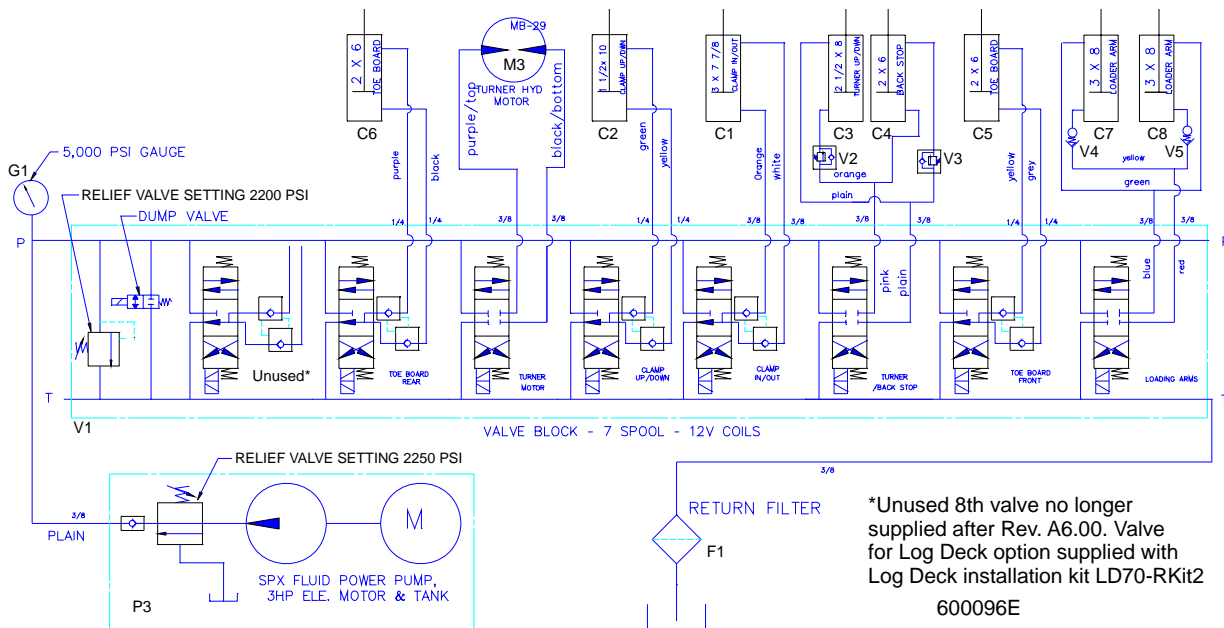 MB-29
M3
TURNER HYD
MOTOR
purple/top
black/bottom
2 X 6
TOE BOARD
C6
purple
black
1 1/2x 10
CLAMP UP/DWN
C2
green
yellow
3 X 7 7/8
CLAMP IN/OUT
C1
Orange
white
2 1/2 X 8
TURNER UP/DWN
C3
2 X 6
BACK STOP
C4
V2
V3
orange
plain
2 X 6
TOE BOARD
C5
yellow
grey
3 X 8
LOADER ARM
C7
3 X 8
LOADER ARM
C8
V4
V5
yellow
green
G1
5,000 PSI GAUGE
RELIEF VALVE SETTING 2200 PSI
DUMP VALVE
1/4
1/4
3/8
3/8
1/4
1/4
3/8
3/8
3/8
3/8
1/4
1/4
3/8
3/8
P
P
pink
plain
blue
red
Unused*
TOE BOARD
REAR
TURNER
MOTOR
CLAMP
UP/DOWN
CLAMP
IN/OUT
TURNER
/BACK STOP
TOE BOARD
FRONT
LOADING ARMS
T
T
V1
VALVE BLOCK - 7 SPOOL - 12V COILS
RELIEF VALVE SETTING 2250 PSI
3/8
3/8
PLAIN
M
SPX FLUID POWER PUMP,
3HP ELE. MOTOR & TANK
P3
RETURN FILTER
F1
*Unused 8th valve no longer
supplied after Rev. A6.00. Valve
for Log Deck option supplied with
Log Deck installation kit LD70-RKit2
600096E